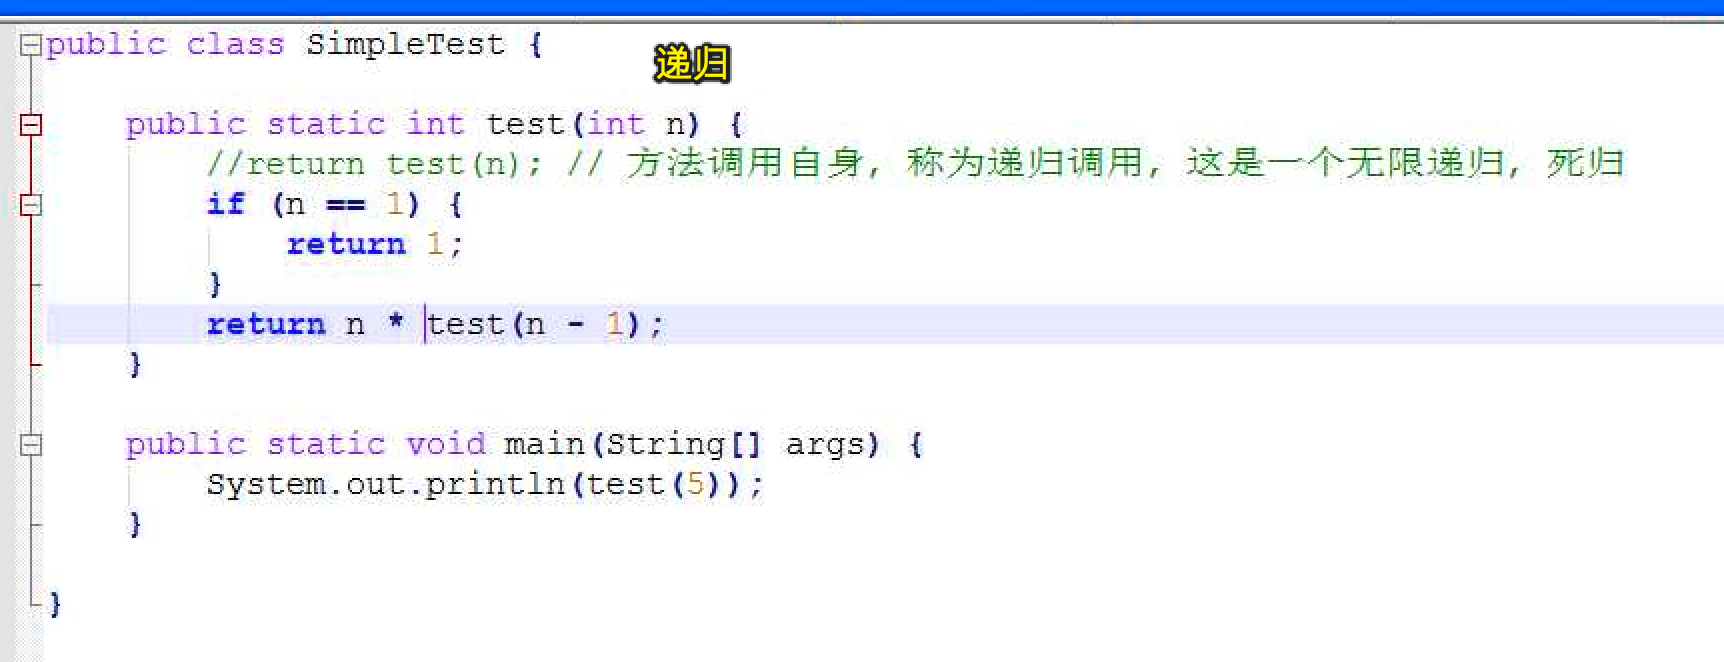 public class SimpleTest {
递归
public static int test(int n) {
//return test(n); // 方法调用自身, 称为递归调用, 这是一个无限递归, 死归
if (n == 1) {
return 1;
}
return n * test(n - 1);
}
public static void main(String[] args) {
System.out.println(test(5));
}
}